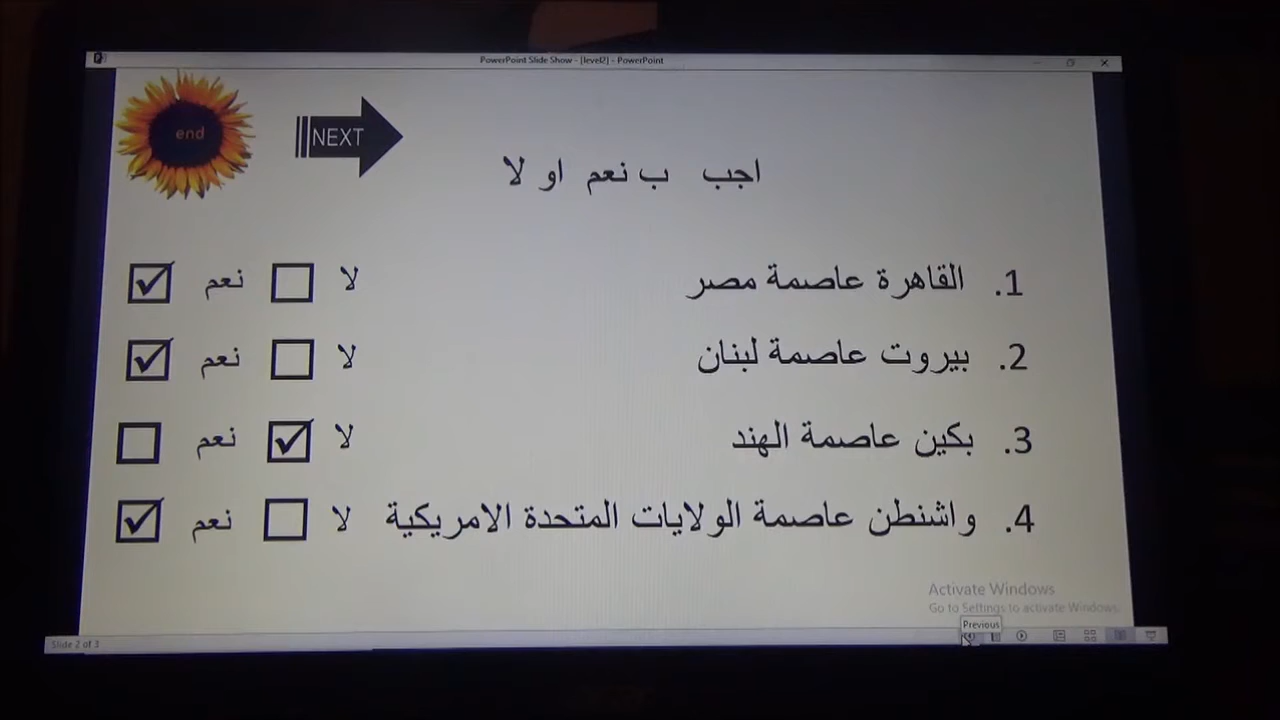 PowerPoint Slide Show - [level2] - PowerPoint
end
NEXT
اجب ب نعم او لا
1. القاهرة عاصمة مصر لا نعم
2. بيروت عاصمة لبنان لا نعم
3. بكين عاصمة الهند لا نعم
4. واشنطن عاصمة الولايات المتحدة الامريكية لا نعم
Activate Windows
Go to Settings to activate Windows.
Previous
Slide 2 of 3